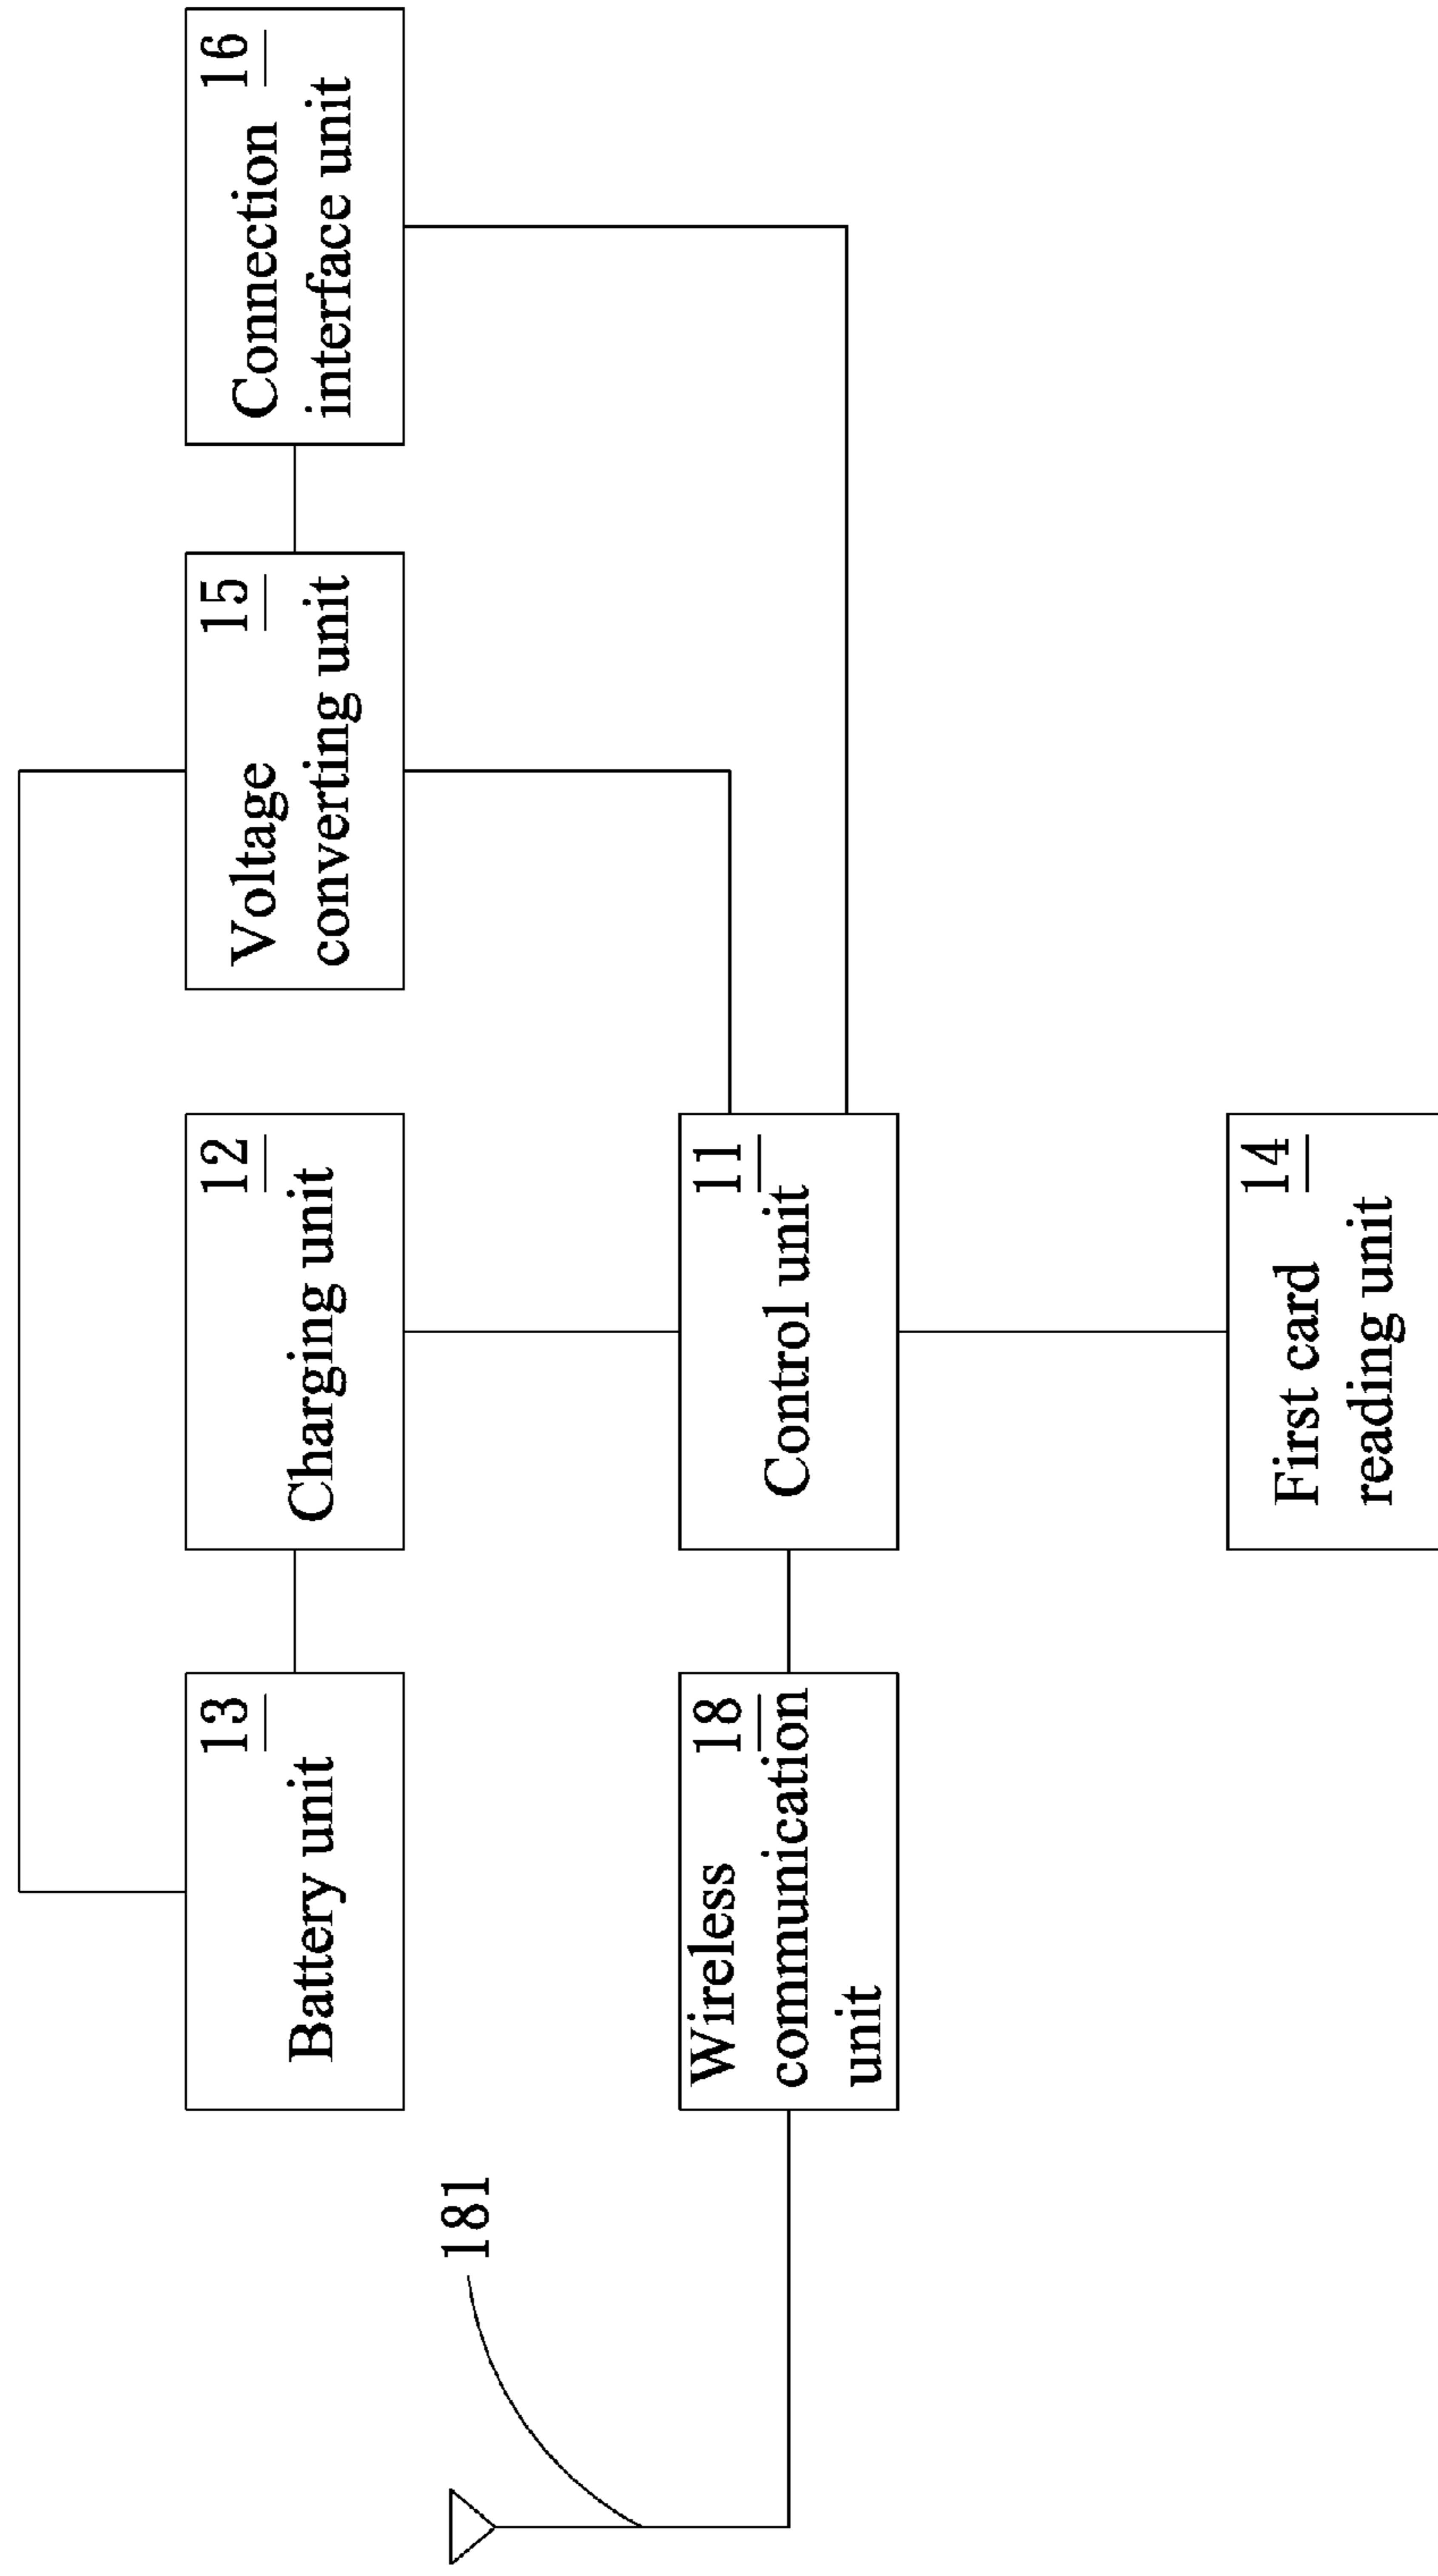 13
Battery unit
12
Charging unit
Voltage 15
converting unit
Connection 16
interface unit
181
Wireless 18
communication
unit
11
Control unit
First card 14
reading unit